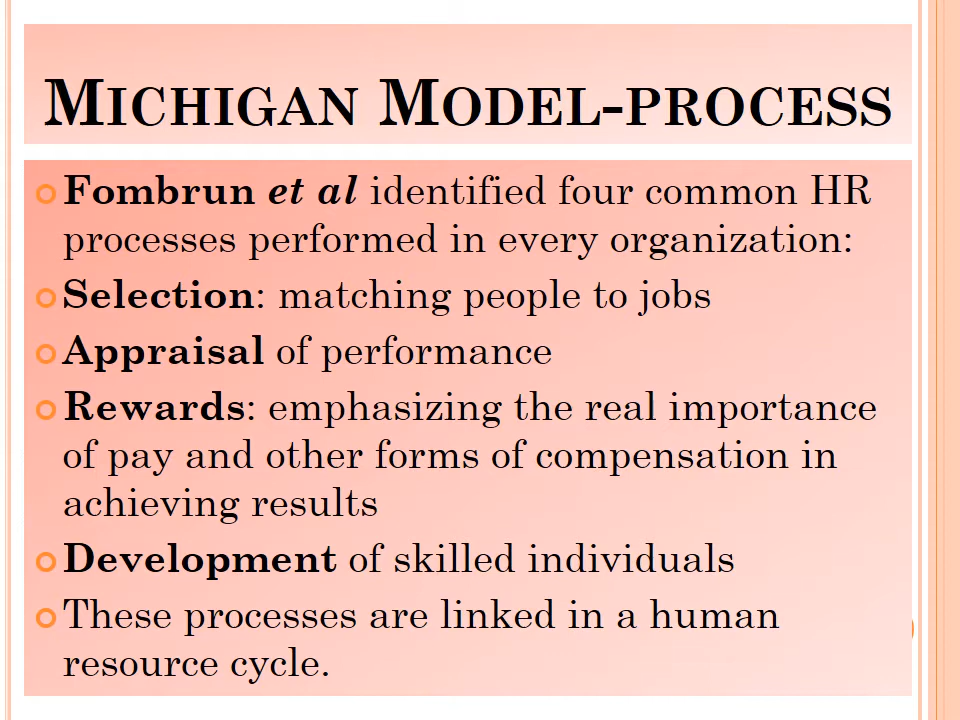 MICHIGAN MODEL-PROCESS
Fombrun et al identified four common HR
processes performed in every organization:
Selection: matching people to jobs
Appraisal of performance
Rewards: emphasizing the real importance
of pay and other forms of compensation in
achieving results
Development of skilled individuals
These processes are linked in a human
resource cycle.